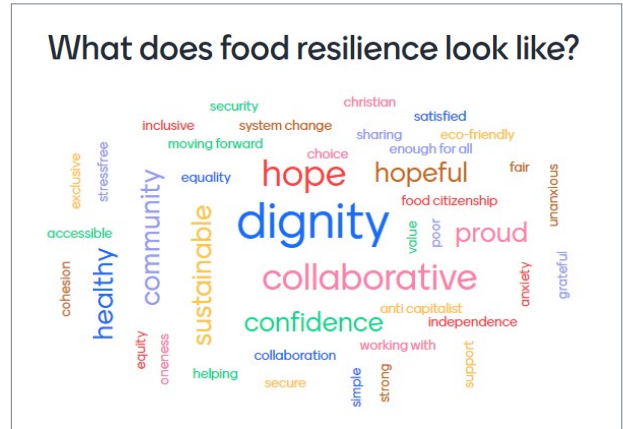 What does food resilience look like?
christian
security
satisfied
inclusive
system change
sharing
eco-friendly
moving forward
enough for all
choice
hope
hopeful
fair
exclusive
stressfree
equality
unanxious
community
sustainable
food citizenship
dignity
accessible
value
poor
proud
healthy
cohesion
collaborative
anxiety
grateful
anti capitalist
confidence
independence
equity
oneness
working with
collaboration
support
helping
secure
simple
strong